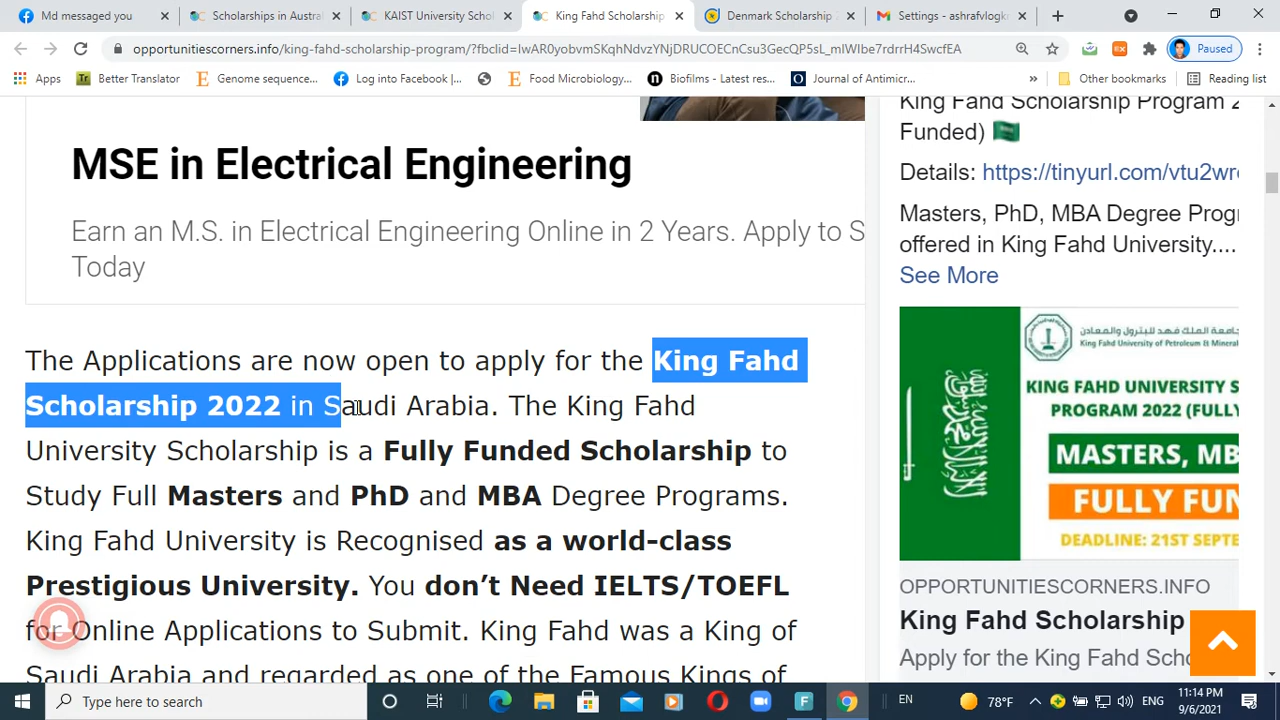 Md messaged you
Scholarships in Austral
KAIST University Scho
King Fahd Scholarship
Denmark Scholarship 2
Settings - ashrafvlogk
opportunitiescorners.info/king-fahd-scholarship-program/?fbclid=IwAR0yobvmSKqhNdvzYNjDRUCOECnCsu3GecQP5sL_mIWIbe7rdrrH4SwcfEA
Paused
Apps
Better Translator
Genome sequence...
Log into Facebook |...
Food Microbiology...
Biofilms - Latest res...
Journal of Antimicr...
»
Other bookmarks
Reading list
MSE in Electrical Engineering
Earn an M.S. in Electrical Engineering Online in 2 Years. Apply to S
Today
The Applications are now open to apply for the King Fahd
Scholarship 2022 in Saudi Arabia. The King Fahd
University Scholarship is a Fully Funded Scholarship to
Study Full Masters and PhD and MBA Degree Programs.
King Fahd University is Recognised as a world-class
Prestigious University. You don't Need IELTS/TOEFL
for Online Applications to Submit. King Fahd was a King of
Saudi Arabia and regarded as one of the Famous Kings of
King Fahd Scholarship Program 2
Funded)
Details: https://tinyurl.com/vtu2wr
Masters, PhD, MBA Degree Progr
offered in King Fahd University....
See More
جامعة الملك فهد للبترول والمعادن
King Fahd University of Petroleum & Mineral
KING FAHD UNIVERSITY S
PROGRAM 2022 (FULLY
MASTERS, MB
FULLY FUN
DEADLINE: 21ST SEPTE
OPPORTUNITIESCORNERS.INFO
King Fahd Scholarship
Apply for the King Fahd Scho
Type here to search
EN
78°F
ENG
11:14 PM
9/6/2021